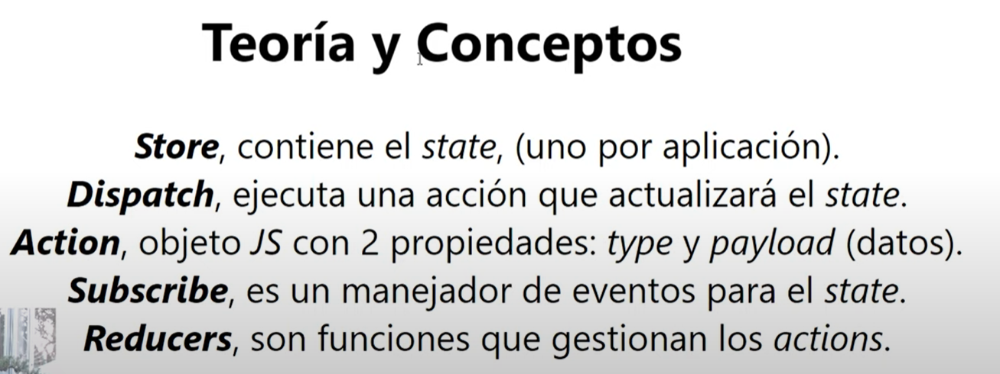 Teoría y Conceptos
Store, contiene el state, (uno por aplicación).
Dispatch, ejecuta una acción que actualizará el state.
Action, objeto JS con 2 propiedades: type y payload (datos).
Subscribe, es un manejador de eventos para el state.
Reducers, son funciones que gestionan los actions.